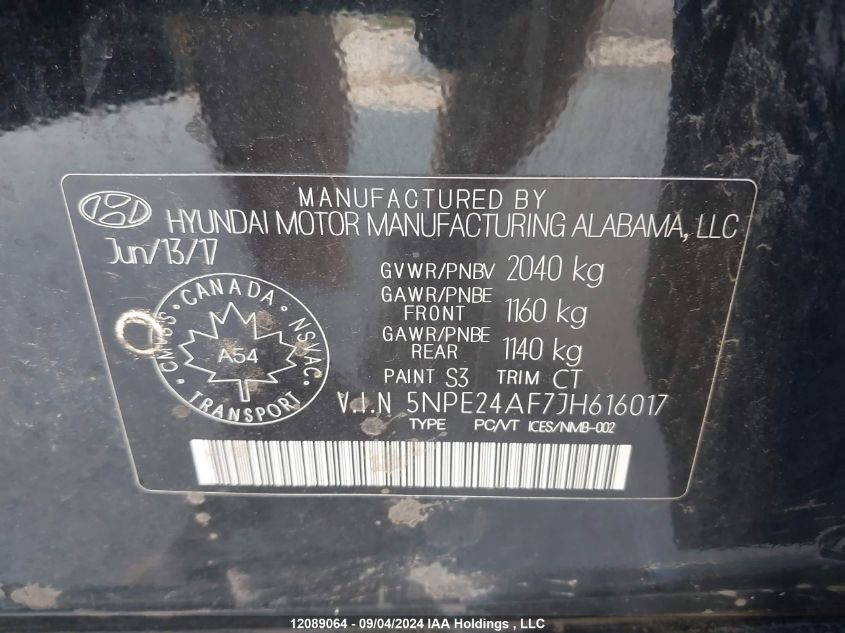 MANUFACTURED BY
HYUNDAI MOTOR MANUFACTURING ALABAMA, LLC
Jun/13/17
GVWR/PNBV 2040 kg
GAWR/PNBE FRONT 1160 kg
GAWR/PNBE REAR 1140 kg
PAINT S3 TRIM CT
V.I.N 5NPE24AF7JH616017
TYPE PC/VT ICES/NMB-002
CANADA
CMVSS NSVAC
A54
TRANSPORT
12089064 - 09/04/2024 IAA Holdings , LLC